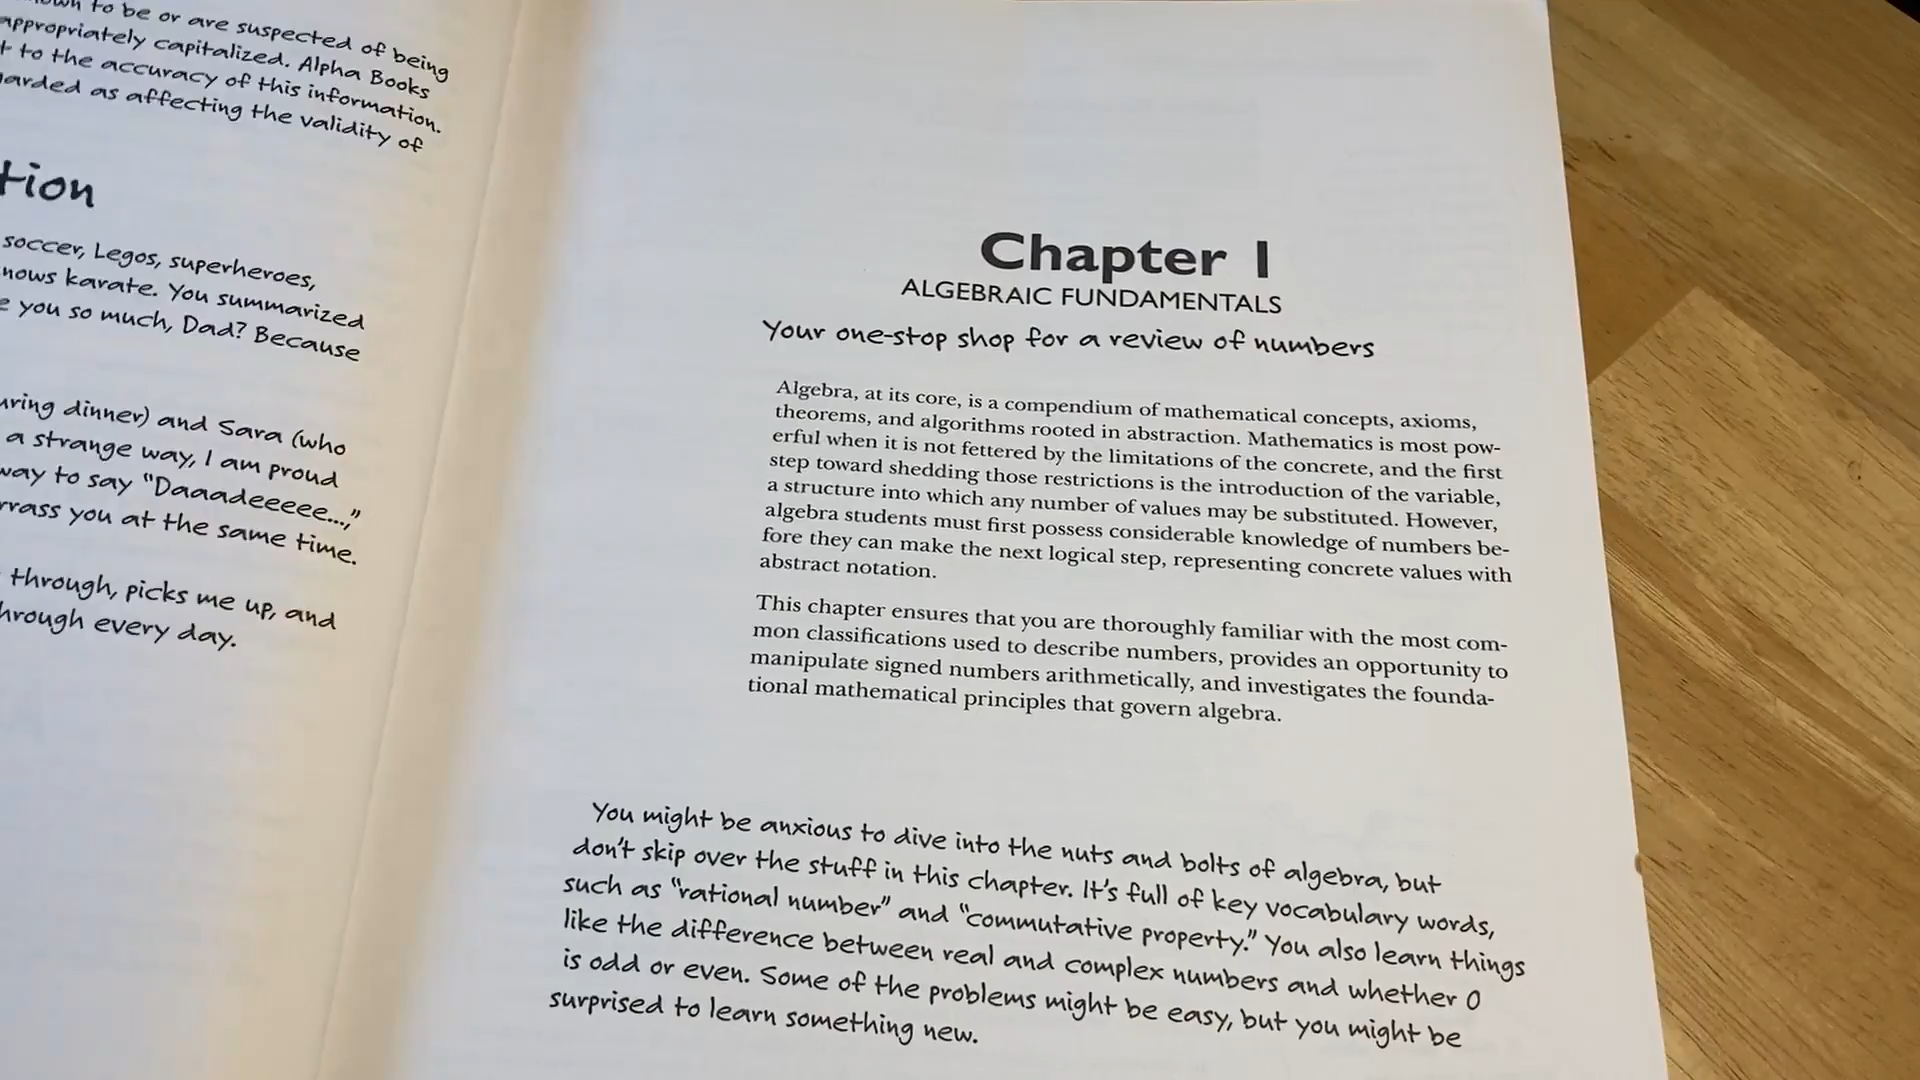 to be or are suspected of being
appropriately capitalized. Alpha Books
to the accuracy of this information.
as affecting the validity of
soccer, Legos, superheroes,
karate. You summarized
you so much, Dad? Because
dinner) and Sara (who
a strange way, I am proud
way to say “Daaadeeeee...,”
you at the same time.
through, picks me up, and
through every day.
Chapter 1
ALGEBRAIC FUNDAMENTALS
Your one-stop shop for a review of numbers
Algebra, at its core, is a compendium of mathematical concepts, axioms,
theorems, and algorithms rooted in abstraction. Mathematics is most pow-
erful when it is not fettered by the limitations of the concrete, and the first
step toward shedding those restrictions is the introduction of the variable,
a structure into which any number of values may be substituted. However,
algebra students must first possess considerable knowledge of numbers be-
fore they can make the next logical step, representing concrete values with
abstract notation.
This chapter ensures that you are thoroughly familiar with the most com-
mon classifications used to describe numbers, provides an opportunity to
manipulate signed numbers arithmetically, and investigates the founda-
tional mathematical principles that govern algebra.
You might be anxious to dive into the nuts and bolts of algebra, but
don't skip over the stuff in this chapter. It's full of key vocabulary words,
such as “rational number” and “commutative property.” You also learn things
like the difference between real and complex numbers and whether 0
is odd or even. Some of the problems might be easy, but you might be
surprised to learn something new.